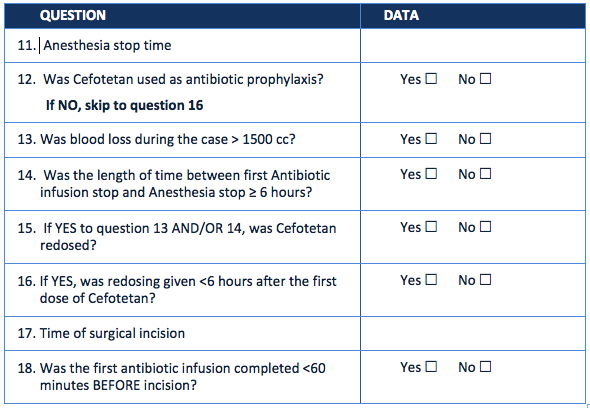 QUESTION DATA
11. Anesthesia stop time
12. Was Cefotetan used as antibiotic prophylaxis? Yes ☐ No ☐
If NO, skip to question 16
13. Was blood loss during the case > 1500 cc? Yes ☐ No ☐
14. Was the length of time between first Antibiotic Yes ☐ No ☐
infusion stop and Anesthesia stop ≥ 6 hours?
15. If YES to question 13 AND/OR 14, was Cefotetan Yes ☐ No ☐
redosed?
16. If YES, was redosing given <6 hours after the first Yes ☐ No ☐
dose of Cefotetan?
17. Time of surgical incision
18. Was the first antibiotic infusion completed <60 Yes ☐ No ☐
minutes BEFORE incision?